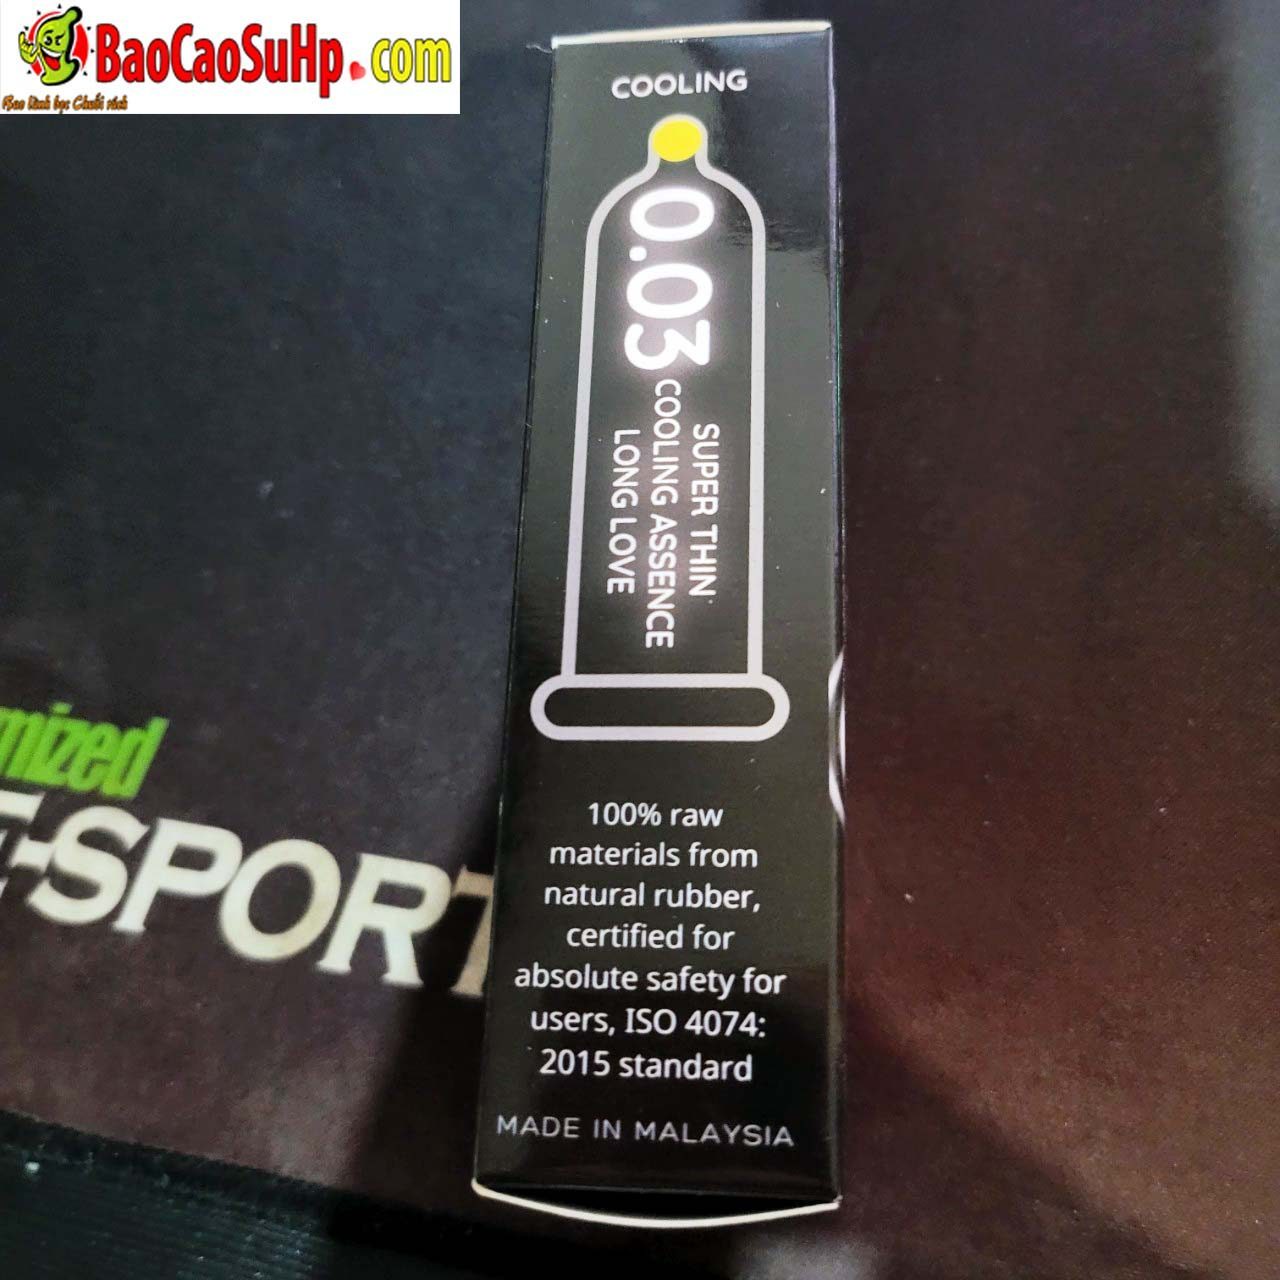 BaoCaoSuHp.com
COOLING
0.03
SUPER THIN
COOLING ASSENCE
LONG LOVE
100% raw
materials from
natural rubber,
certified for
absolute safety for
users, ISO 4074:
2015 standard
MADE IN MALAYSIA
mized
E-SPORT